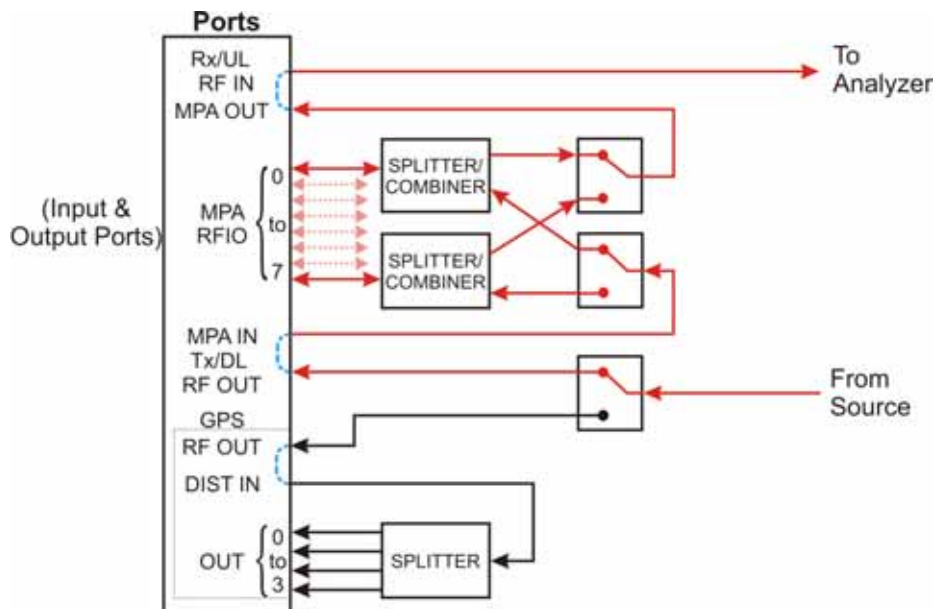 Ports
Rx/UL
RF IN
MPA OUT
To
Analyzer
(Input &
Output Ports)
MPA
RFIO
0
to
7
SPLITTER/
COMBINER
SPLITTER/
COMBINER
MPA IN
Tx/DL
RF OUT
From
Source
GPS
RF OUT
DIST IN
OUT
0
to
3
SPLITTER